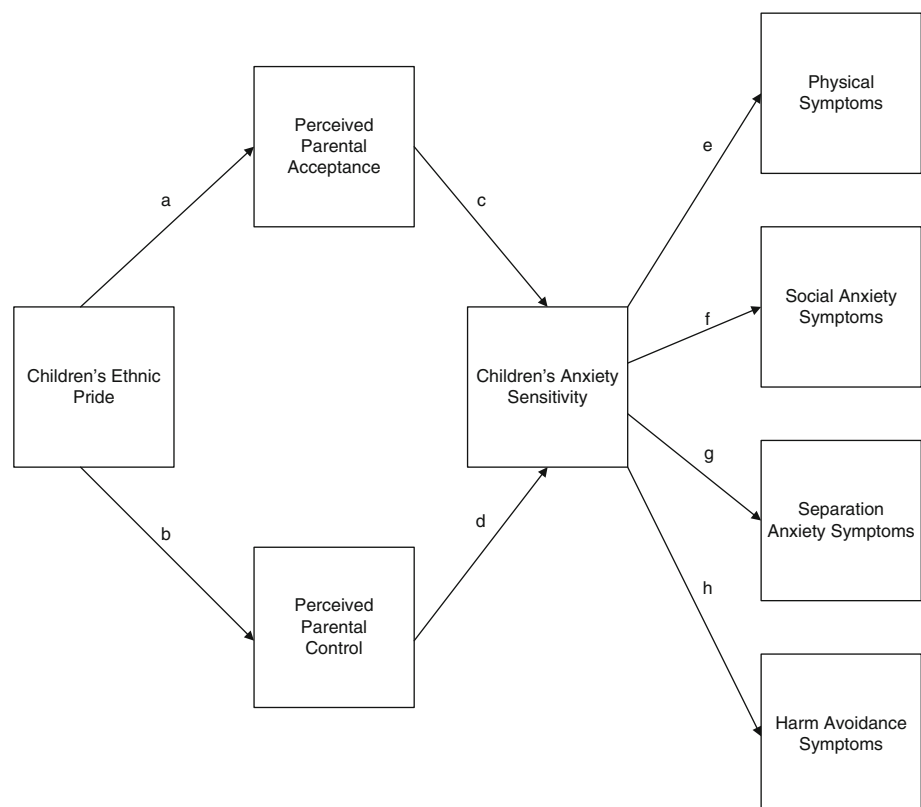 Physical
Symptoms
Perceived
Parental
Acceptance
e
a
c
Social Anxiety
Symptoms
f
Children's Ethnic
Pride
Children's Anxiety
Sensitivity
g
Separation
Anxiety Symptoms
b
d
h
Perceived
Parental
Control
Harm Avoidance
Symptoms